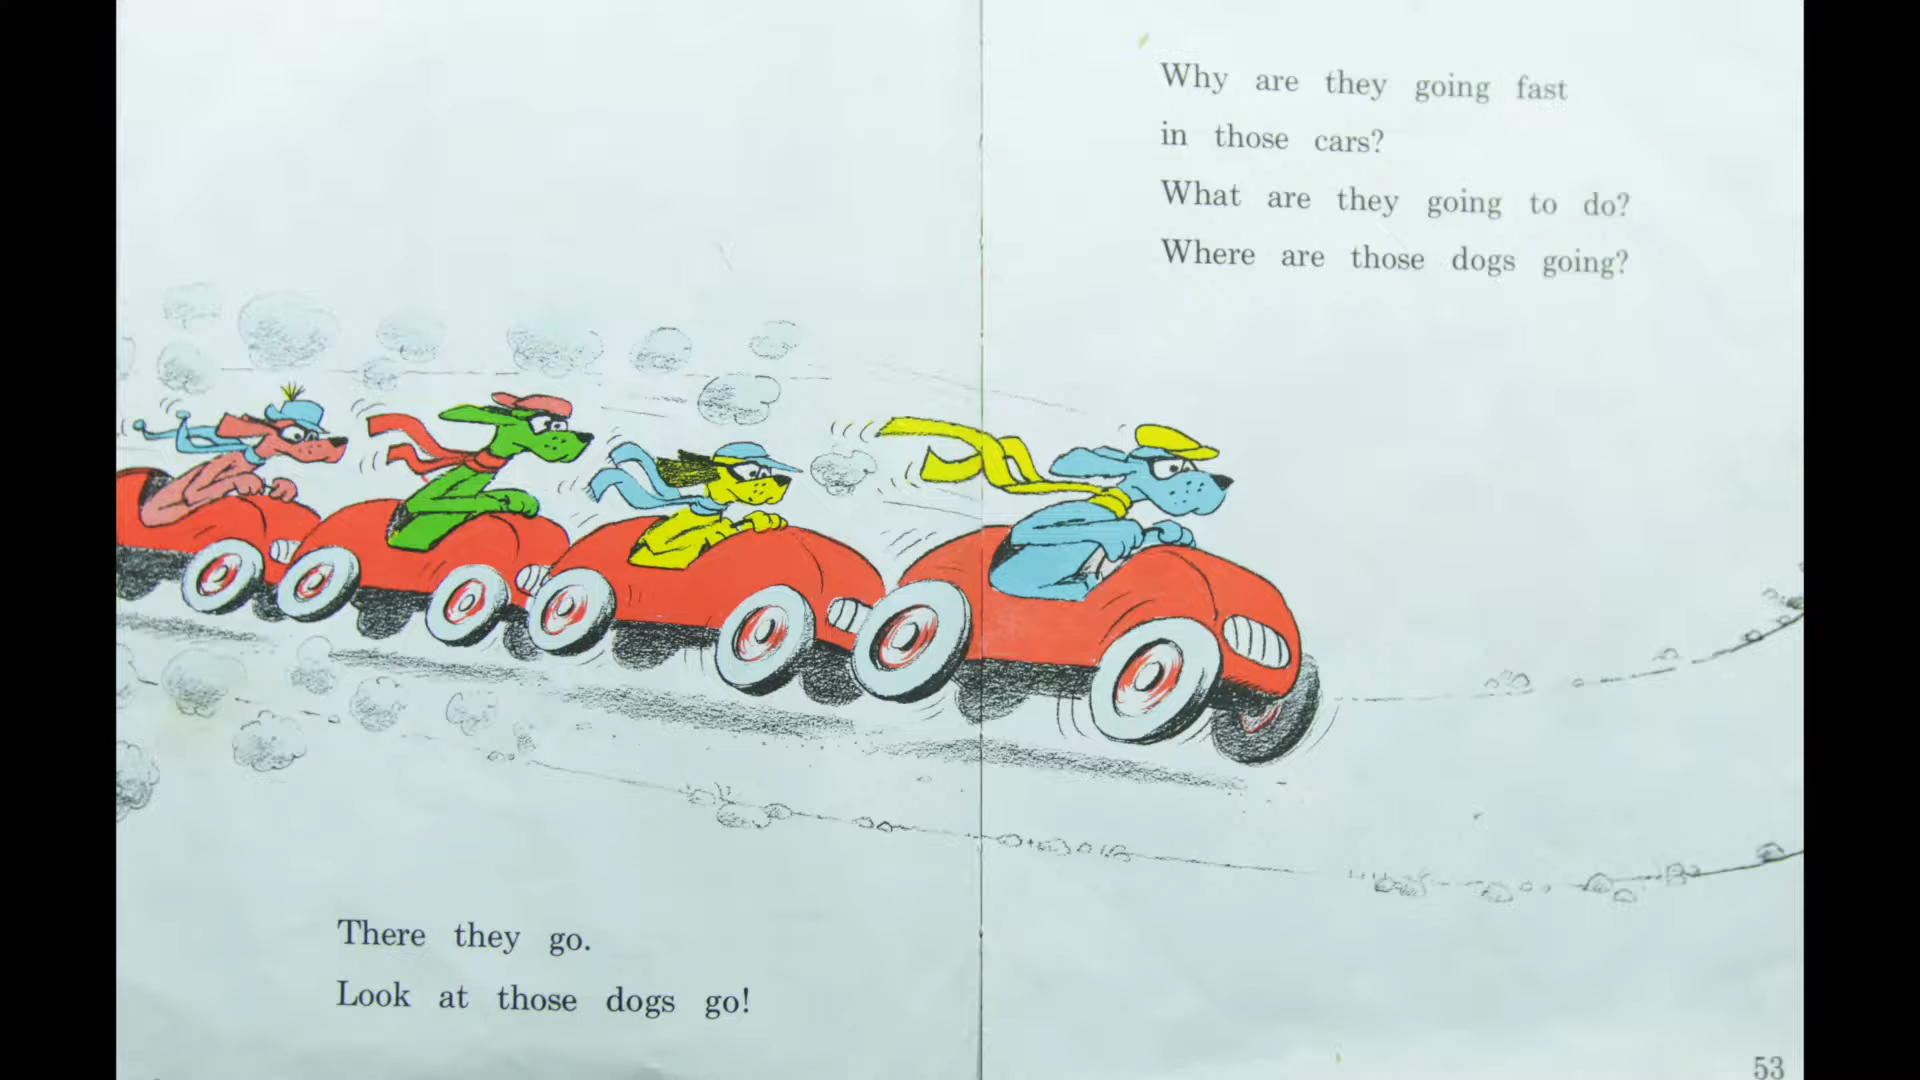 There they go.
Look at those dogs go!
Why are they going fast
in those cars?
What are they going to do?
Where are those dogs going?
53